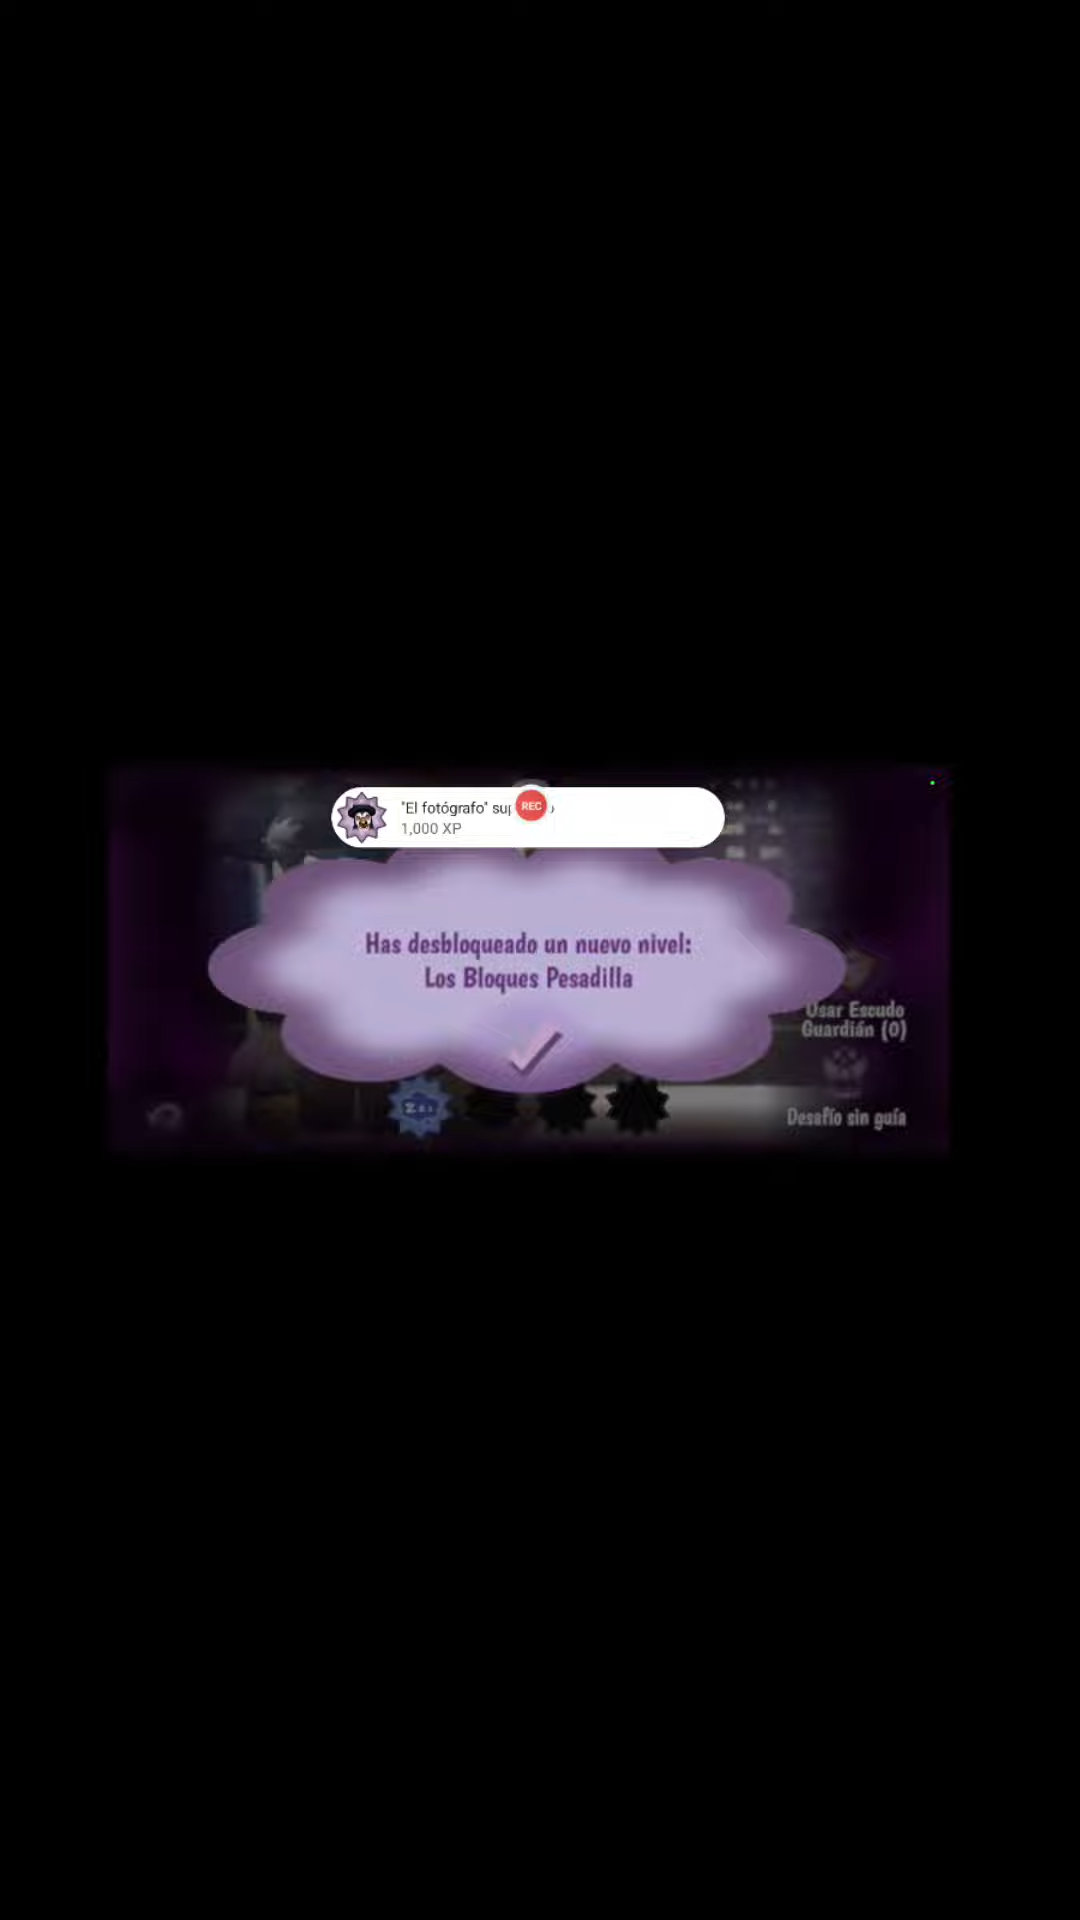 "El fotógrafo"
REC
1,000 XP
Has desbloqueado un nuevo nivel:
Los Bloques Pesadilla
Usar Escudo
Guardián (0)
Desafío sin guía